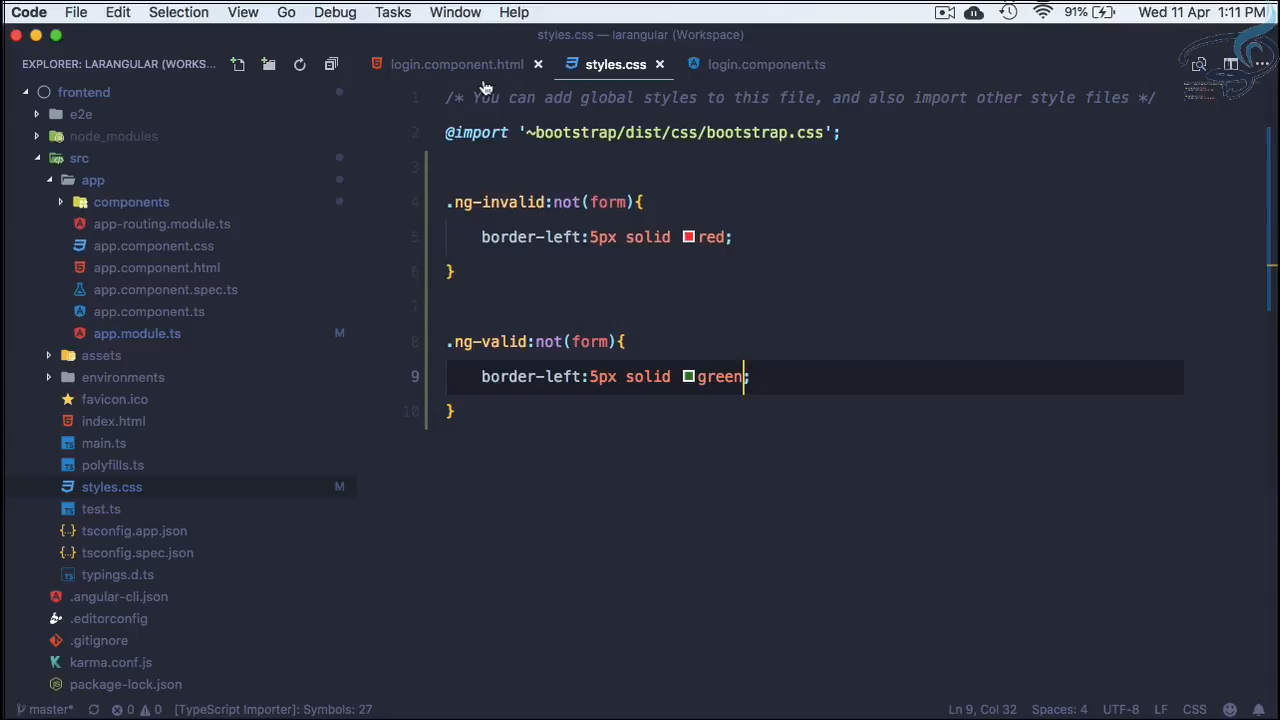 Code File Edit Selection View Go Debug Tasks Window Help 91% Wed 11 Apr 1:11 PM
styles.css — larangular (Workspace)
EXPLORER: LARANGULAR (WORKS...
login.component.html styles.css login.component.ts
frontend
e2e
node_modules
src
app
components
app-routing.module.ts
app.component.css
app.component.html
app.component.spec.ts
app.component.ts
app.module.ts M
assets
environments
favicon.ico
index.html
main.ts
polyfills.ts
styles.css M
test.ts
tsconfig.app.json
tsconfig.spec.json
typings.d.ts
.angular-cli.json
.editorconfig
.gitignore
karma.conf.js
package-lock.json
1 /* You can add global styles to this file, and also import other style files */
2 @import '~bootstrap/dist/css/bootstrap.css';
3
4 .ng-invalid:not(form){
5 border-left:5px solid red;
6 }
7
8 .ng-valid:not(form){
9 border-left:5px solid green;
10 }
master* 0 0 [TypeScript Importer]: Symbols: 27 Ln 9, Col 32 Spaces: 4 UTF-8 LF CSS